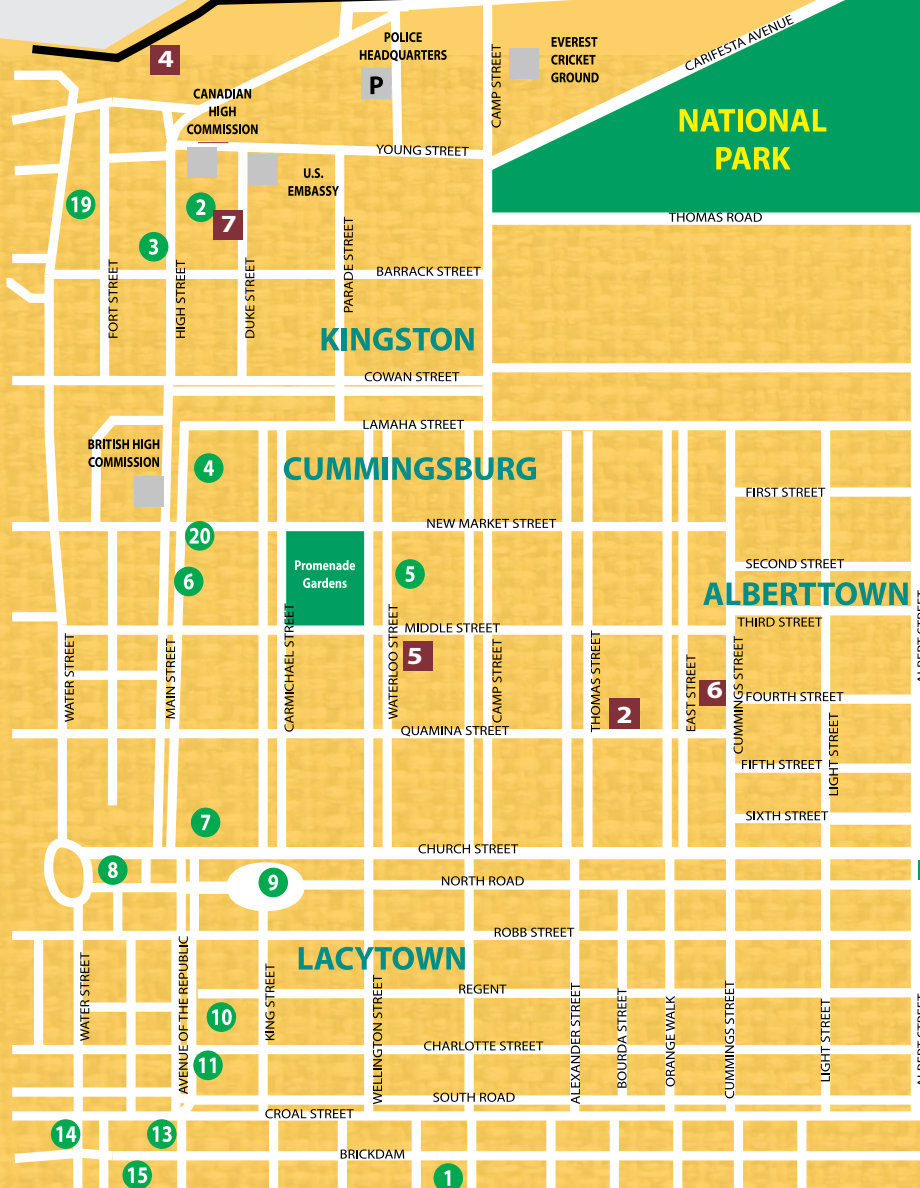 POLICE
HEADQUARTERS
P
CAMP STREET
EVEREST
CRICKET
GROUND
CARIFESTA AVENUE
4
CANADIAN
HIGH
COMMISSION
NATIONAL
PARK
YOUNG STREET
U.S.
EMBASSY
19
2
7
3
THOMAS ROAD
PARADE STREET
BARRACK STREET
FORT STREET
HIGH STREET
DUKE STREET
KINGSTON
COWAN STREET
LAMAHA STREET
BRITISH HIGH
COMMISSION
4
CUMMINGSBURG
FIRST STREET
NEW MARKET STREET
20
Promenade
Gardens
5
6
SECOND STREET
ALBERTTOWN
THIRD STREET
MIDDLE STREET
WATER STREET
MAIN STREET
CARMICHAEL STREET
WATERLOO STREET
5
CAMP STREET
THOMAS STREET
2
EAST STREET
6
CUMMINGS STREET
ALBERT STREET
FOURTH STREET
QUAMINA STREET
LIGHT STREET
FIFTH STREET
SIXTH STREET
7
CHURCH STREET
8
9
NORTH ROAD
ROBB STREET
LACYTOWN
WATER STREET
AVENUE OF THE REPUBLIC
KING STREET
REGENT
WELLINGTON STREET
ALEXANDER STREET
BOURDA STREET
ORANGE WALK
CUMMINGS STREET
LIGHT STREET
ALBERT STREET
10
CHARLOTTE STREET
11
SOUTH ROAD
CROAL STREET
14
13
BRICKDAM
15
1